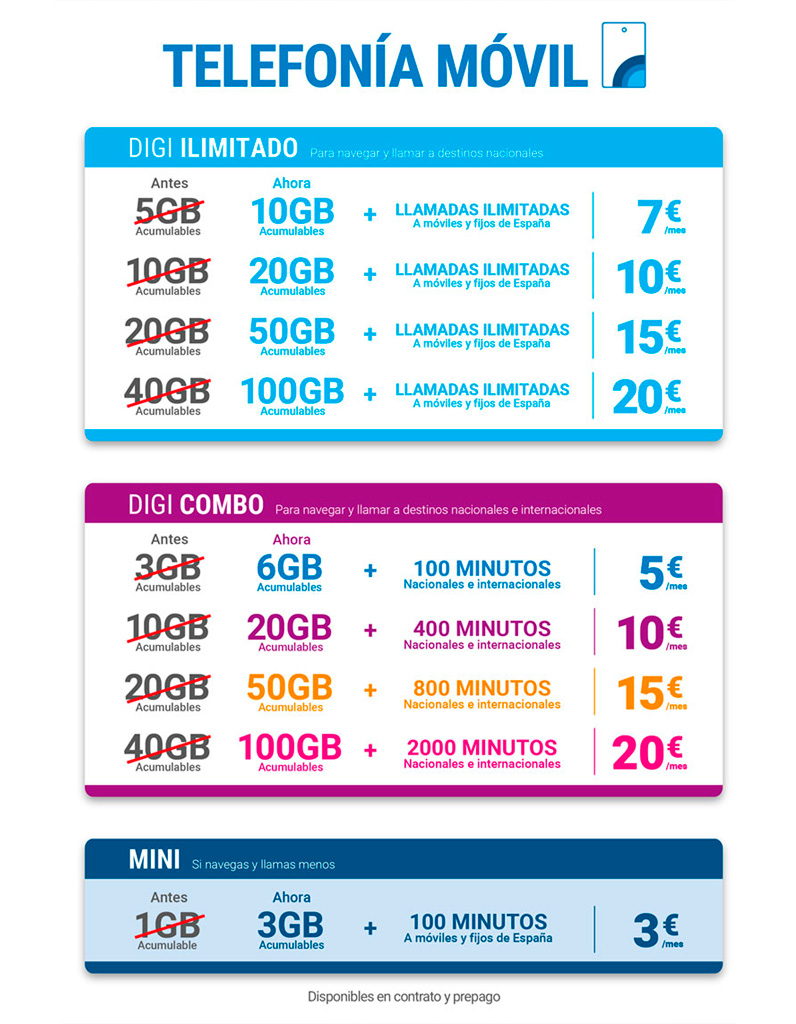 TELEFONÍA MÓVIL
DIGI ILIMITADO Para navegar y llamar a destinos nacionales
Antes Ahora
5GB 10GB + LLAMADAS ILIMITADAS 7€
Acumulables Acumulables A móviles y fijos de España /mes
10GB 20GB + LLAMADAS ILIMITADAS 10€
Acumulables Acumulables A móviles y fijos de España /mes
20GB 50GB + LLAMADAS ILIMITADAS 15€
Acumulables Acumulables A móviles y fijos de España /mes
40GB 100GB + LLAMADAS ILIMITADAS 20€
Acumulables Acumulables A móviles y fijos de España /mes
DIGI COMBO Para navegar y llamar a destinos nacionales e internacionales
Antes Ahora
3GB 6GB + 100 MINUTOS 5€
Acumulables Acumulables Nacionales e internacionales /mes
10GB 20GB + 400 MINUTOS 10€
Acumulables Acumulables Nacionales e internacionales /mes
20GB 50GB + 800 MINUTOS 15€
Acumulables Acumulables Nacionales e internacionales /mes
40GB 100GB + 2000 MINUTOS 20€
Acumulables Acumulables Nacionales e internacionales /mes
MINI Si navegas y llamas menos
Antes Ahora
1GB 3GB + 100 MINUTOS 3€
Acumulable Acumulables A móviles y fijos de España /mes
Disponibles en contrato y prepago